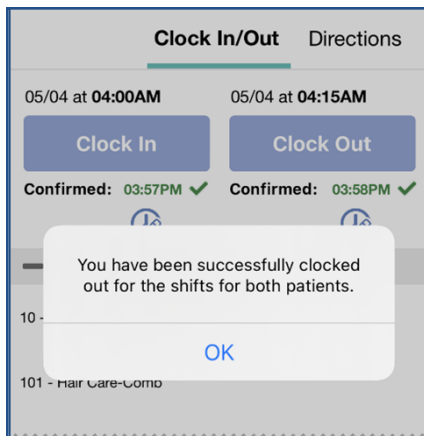 Clock In/Out Directions
05/04 at 04:00AM 05/04 at 04:15AM
Clock In Clock Out
Confirmed: 03:57PM Confirmed: 03:58PM
You have been successfully clocked
out for the shifts for both patients.
10 -
OK
101 - Hair Care-Comb